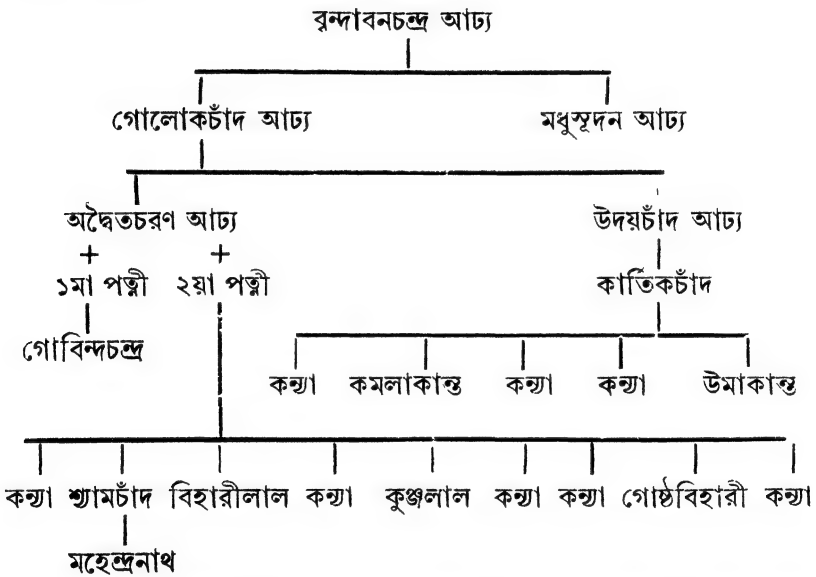 বৃন্দাবনচন্দ্র আঢ্য
গোলোকচাঁদ আঢ্য মধুসূদন আঢ্য
অদ্বৈতচরণ আঢ্য উদয়চাঁদ আঢ্য
+ +
১মা পত্নী ২য়া পত্নী কার্তিকচাঁদ
গোবিন্দচন্দ্র
কন্যা কমলাকান্ত কন্যা কন্যা উমাকান্ত
কন্যা শ্যামচাঁদ বিহারীলাল কন্যা কুঞ্জলাল কন্যা কন্যা গোষ্ঠবিহারী কন্যা
মহেন্দ্রনাথ